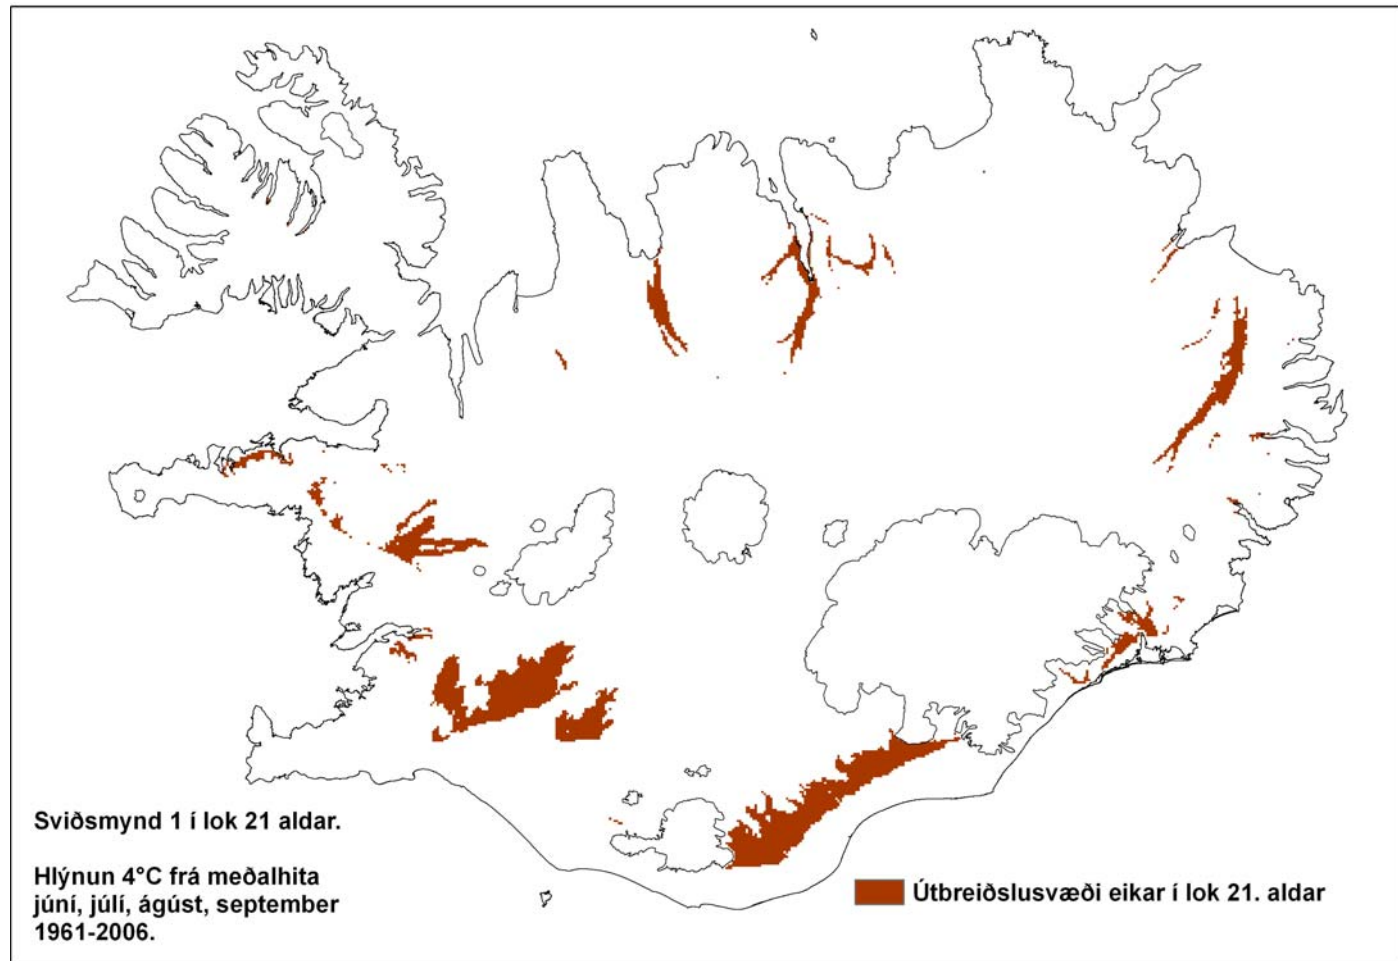 Sviðsmynd 1 í lok 21 aldar.
Hlýnun 4°C frá meðalhita
júní, júlí, ágúst, september
1961-2006.
Útbreiðslusvæði eikar í lok 21. aldar